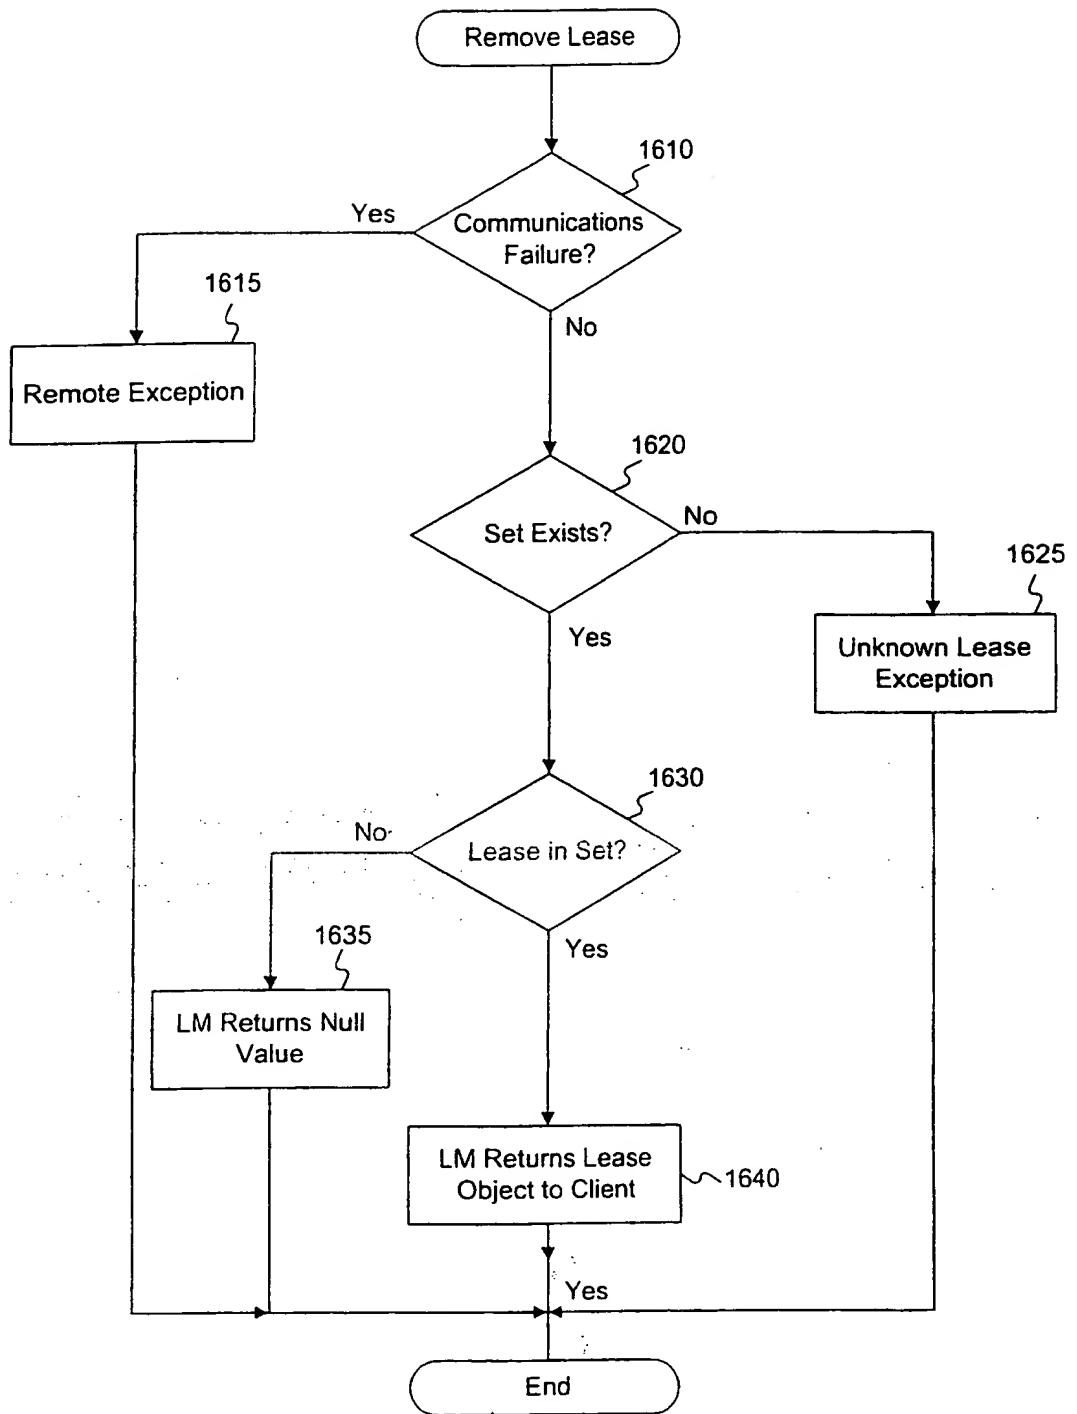 Remove Lease
1610
Communications
Failure?
Yes
No
1615
Remote Exception
1620
Set Exists?
No
Yes
1625
Unknown Lease
Exception
1630
Lease in Set?
No
Yes
1635
LM Returns Null
Value
LM Returns Lease
Object to Client
1640
Yes
End